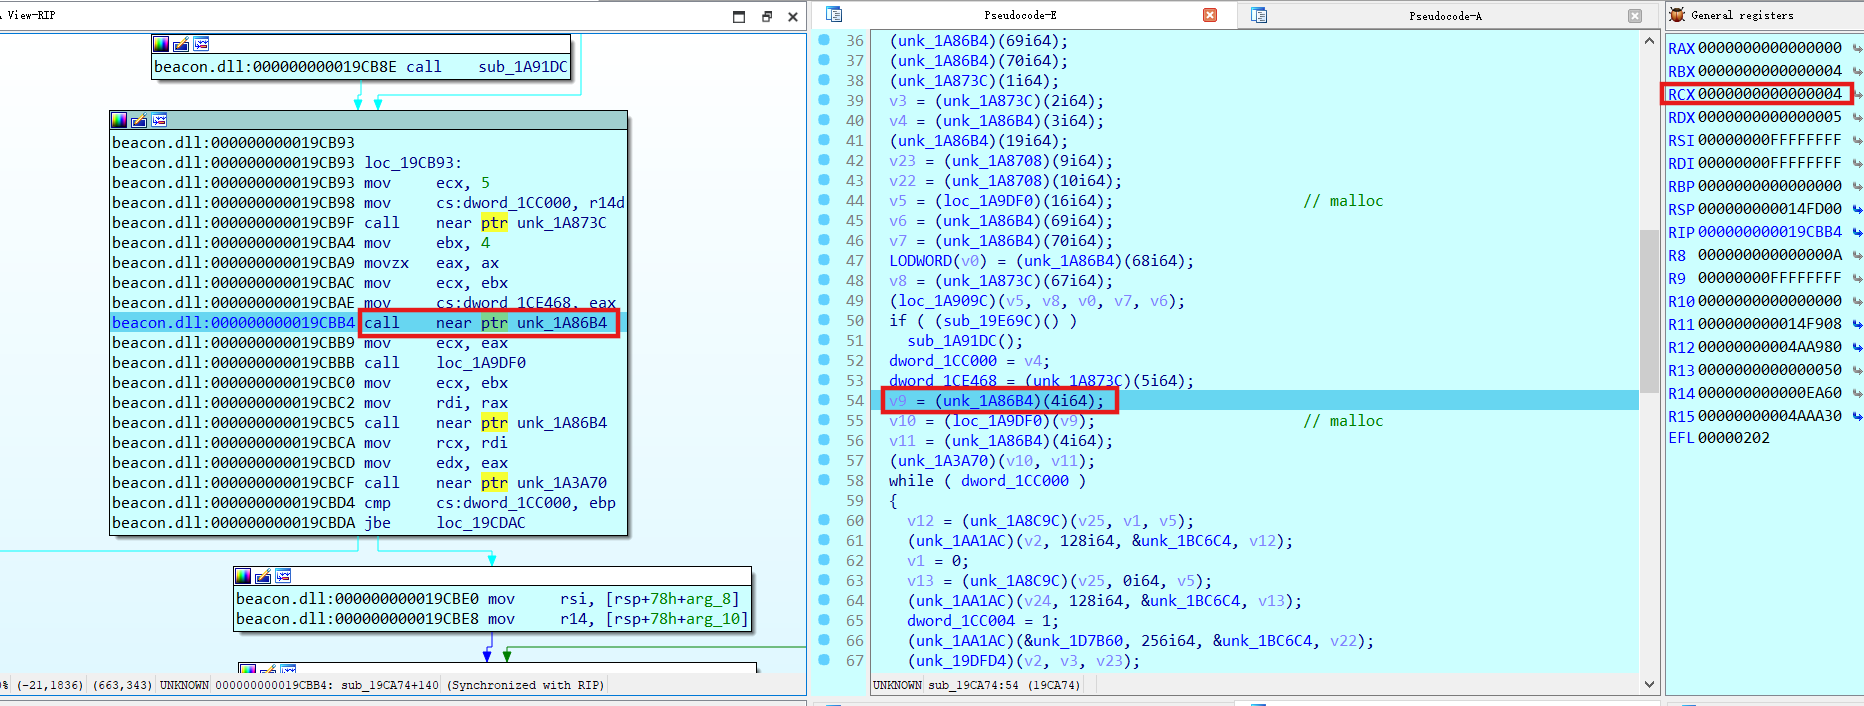 A View-RIP
beacon.dll:000000000019CB8E call sub_1A91DC
beacon.dll:000000000019CB93
beacon.dll:000000000019CB93 loc_19CB93:
beacon.dll:000000000019CB93 mov ecx, 5
beacon.dll:000000000019CB98 mov cs:dword_1CC000, r14d
beacon.dll:000000000019CB9F call near ptr unk_1A873C
beacon.dll:000000000019CBA4 mov ebx, 4
beacon.dll:000000000019CBA9 movzx eax, ax
beacon.dll:000000000019CBAC mov ecx, ebx
beacon.dll:000000000019CBAE mov cs:dword_1CE468, eax
beacon.dll:000000000019CBB4 call near ptr unk_1A86B4
beacon.dll:000000000019CBB9 mov ecx, eax
beacon.dll:000000000019CBBB call loc_1A9DF0
beacon.dll:000000000019CBC0 mov ecx, ebx
beacon.dll:000000000019CBC2 mov rdi, rax
beacon.dll:000000000019CBC5 call near ptr unk_1A86B4
beacon.dll:000000000019CBCA mov rcx, rdi
beacon.dll:000000000019CBCD mov edx, eax
beacon.dll:000000000019CBCF call near ptr unk_1A3A70
beacon.dll:000000000019CBD4 cmp cs:dword_1CC000, ebp
beacon.dll:000000000019CBDA jbe loc_19CDAC
beacon.dll:000000000019CBE0 mov rsi, [rsp+78h+arg_8]
beacon.dll:000000000019CBE8 mov r14, [rsp+78h+arg_10]
0% (-21,1836) (663,343) UNKNOWN 000000000019CBB4: sub_19CA74+140 (Synchronized with RIP)
Pseudocode-E
Pseudocode-A
36 (unk_1A86B4)(69i64);
37 (unk_1A86B4)(70i64);
38 (unk_1A873C)(1i64);
39 v3 = (unk_1A873C)(2i64);
40 v4 = (unk_1A86B4)(3i64);
41 (unk_1A86B4)(19i64);
42 v23 = (unk_1A8708)(9i64);
43 v22 = (unk_1A8708)(10i64);
44 v5 = (loc_1A9DF0)(16i64); // malloc
45 v6 = (unk_1A86B4)(69i64);
46 v7 = (unk_1A86B4)(70i64);
47 LODWORD(v0) = (unk_1A86B4)(68i64);
48 v8 = (unk_1A873C)(67i64);
49 (loc_1A909C)(v5, v8, v0, v7, v6);
50 if ( (sub_19E69C)() )
51 sub_1A91DC();
52 dword_1CC000 = v4;
53 dword_1CE468 = (unk_1A873C)(5i64);
54 v9 = (unk_1A86B4)(4i64);
55 v10 = (loc_1A9DF0)(v9); // malloc
56 v11 = (unk_1A86B4)(4i64);
57 (unk_1A3A70)(v10, v11);
58 while ( dword_1CC000 )
59 {
60 v12 = (unk_1A8C9C)(v25, v1, v5);
61 (unk_1AA1AC)(v2, 128i64, &unk_1BC6C4, v12);
62 v1 = 0;
63 v13 = (unk_1A8C9C)(v25, 0i64, v5);
64 (unk_1AA1AC)(v24, 128i64, &unk_1BC6C4, v13);
65 dword_1CC004 = 1;
66 (unk_1AA1AC)(&unk_1D7B60, 256i64, &unk_1BC6C4, v22);
67 (unk_19DFD4)(v2, v3, v23);
UNKNOWN sub_19CA74:54 (19CA74)
General registers
RAX 0000000000000000
RBX 0000000000000004
RCX 0000000000000004
RDX 0000000000000005
RSI 00000000FFFFFFFF
RDI 00000000FFFFFFFF
RBP 0000000000000000
RSP 000000000014FD00
RIP 000000000019CBB4
R8 000000000000000A
R9 00000000FFFFFFFF
R10 0000000000000000
R11 000000000014F908
R12 00000000004AA980
R13 0000000000000050
R14 000000000000EA60
R15 00000000004AAA30
EFL 00000202